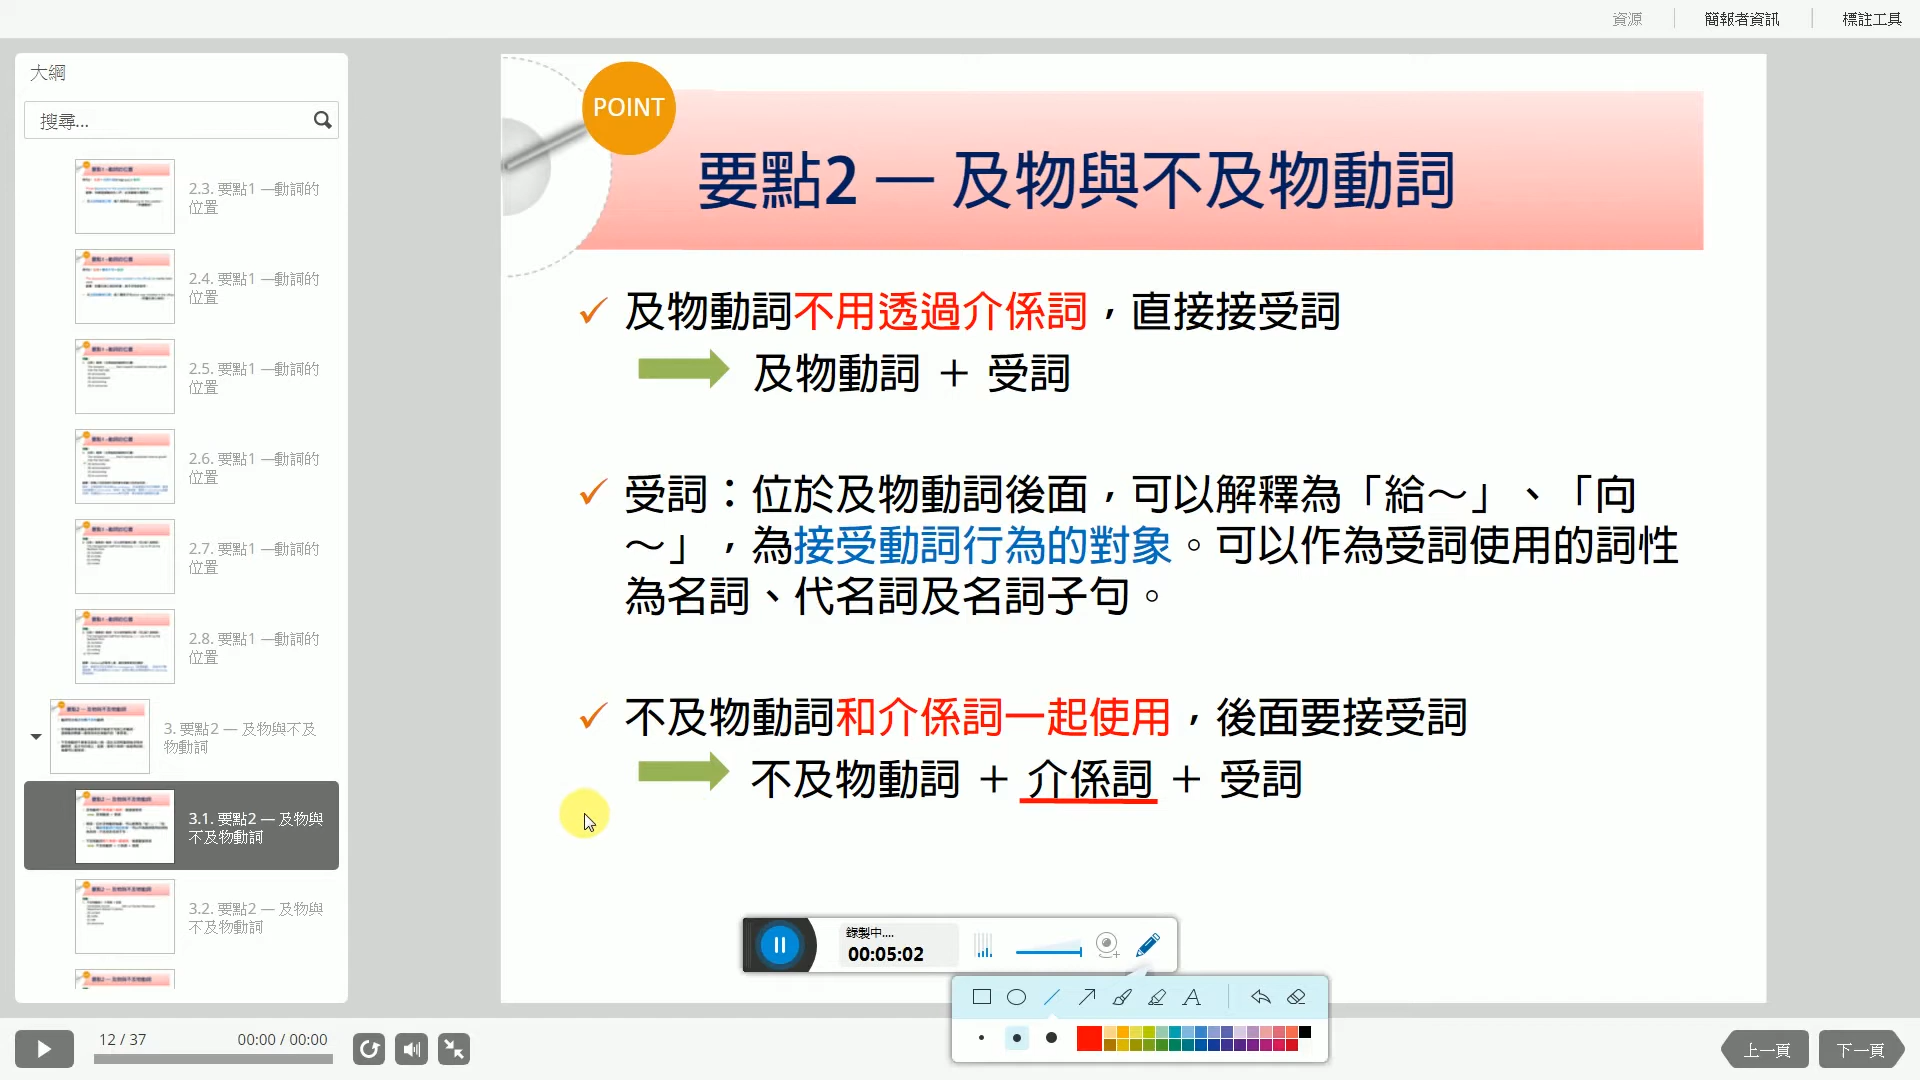 資源
簡報者資訊
標註工具
大綱
搜尋...
2.3. 要點1 —動詞的
位置
2.4. 要點1 —動詞的
位置
2.5. 要點1 —動詞的
位置
2.6. 要點1 —動詞的
位置
2.7. 要點1 —動詞的
位置
2.8. 要點1 —動詞的
位置
3. 要點2 — 及物與不及
物動詞
3.1. 要點2 — 及物與
不及物動詞
3.2. 要點2 — 及物與
不及物動詞
POINT
要點2 — 及物與不及物動詞
及物動詞不用透過介係詞，直接接受詞
及物動詞 + 受詞
受詞：位於及物動詞後面，可以解釋為「給～」、「向
～」，為接受動詞行為的對象。可以作為受詞使用的詞性
為名詞、代名詞及名詞子句。
不及物動詞和介係詞一起使用，後面要接受詞
不及物動詞 + 介係詞 + 受詞
錄製中....
00:05:02
A
12 / 37
00:00 / 00:00
上一頁
下一頁